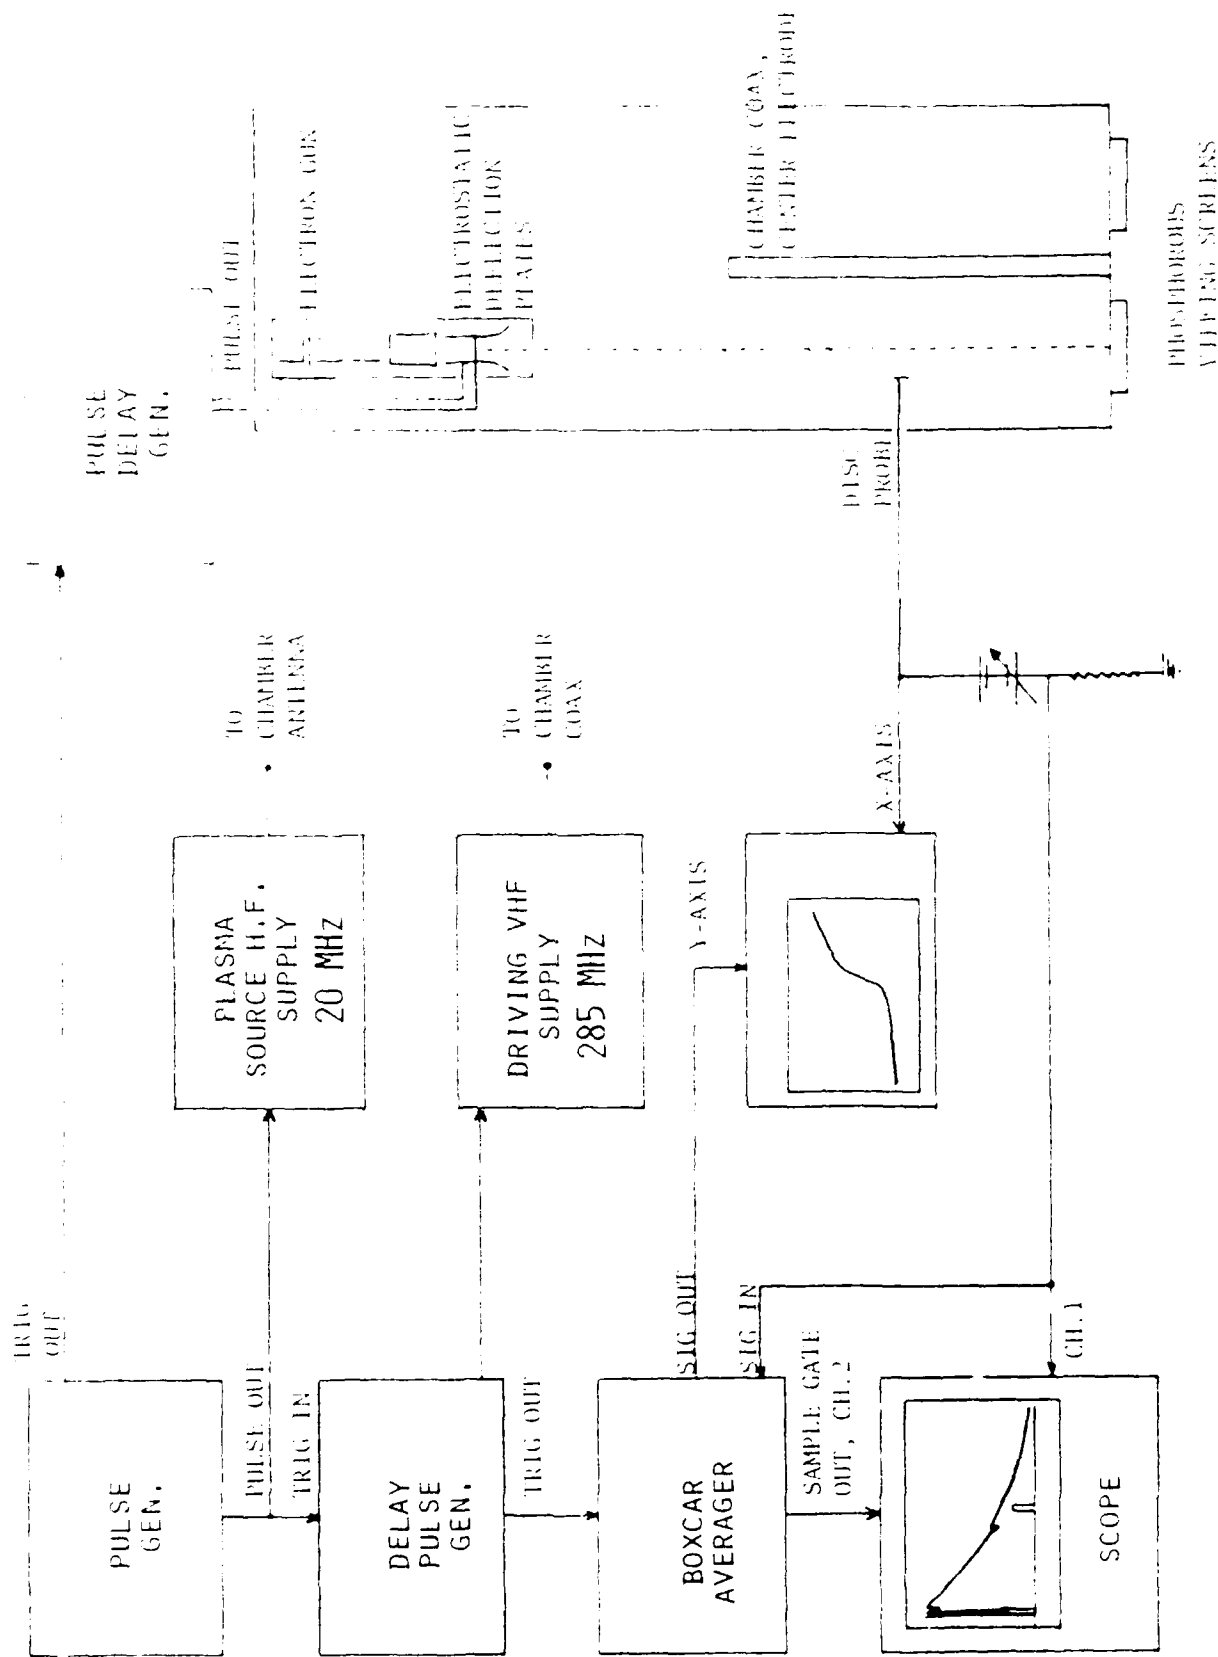 TRIG
OUT
PULSE
GEN.
PULSE OUT
TRIG IN
DELAY
PULSE
GEN.
TRIG OUT
BOXCAR
AVERAGER
SIG OUT
SIG IN
SAMPLE GATE
OUT, CH.2
CH.1
SCOPE
PLASMA
SOURCE H.F.
SUPPLY
20 MHz
TO
CHAMBER
ANTENNA
DRIVING VHF
SUPPLY
285 MHz
TO
CHAMBER
COAX
Y-AXIS
X-AXIS
PULSE
DELAY
GEN.
PULSE OUT
ELECTRON GUN
ELECTROSTATIC
DEFLECTION
PLATES
DISC
PROBE
CHAMBER COAX,
CENTER ELECTRODE
PHOSPHOROUS
VIEWING SCREENS